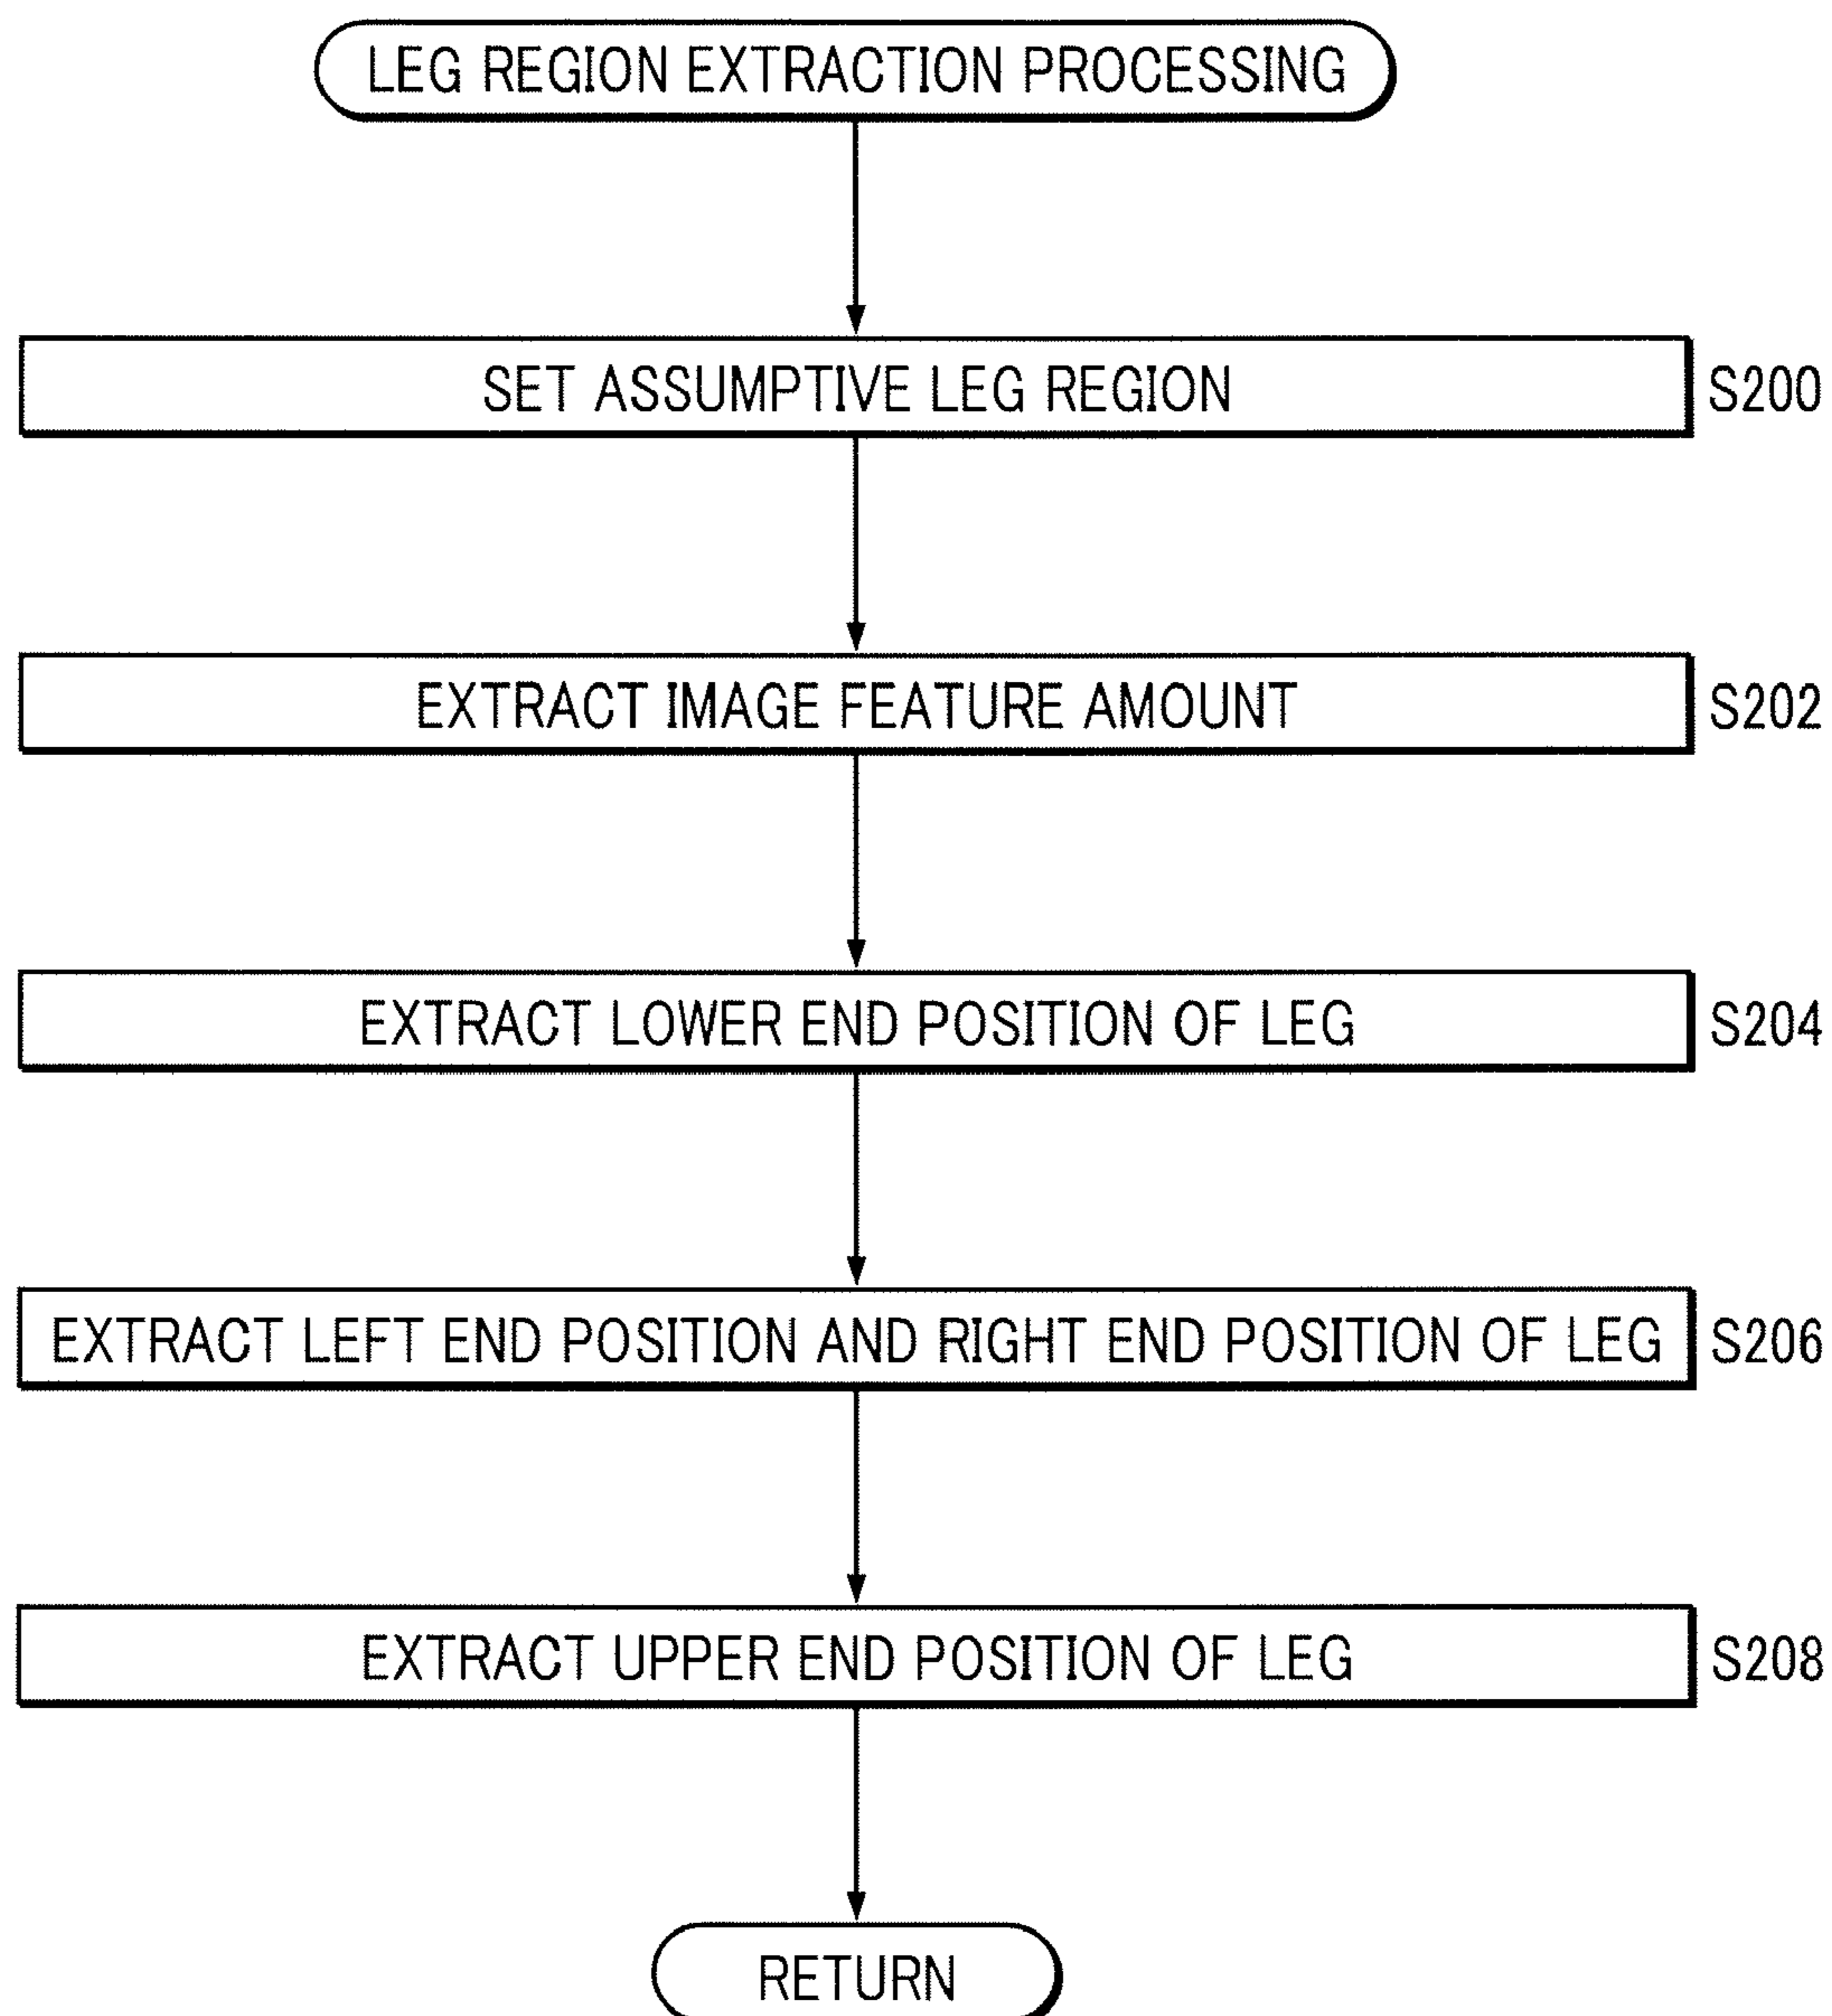 LEG REGION EXTRACTION PROCESSING
SET ASSUMPTIVE LEG REGION S200
EXTRACT IMAGE FEATURE AMOUNT S202
EXTRACT LOWER END POSITION OF LEG S204
EXTRACT LEFT END POSITION AND RIGHT END POSITION OF LEG S206
EXTRACT UPPER END POSITION OF LEG S208
RETURN